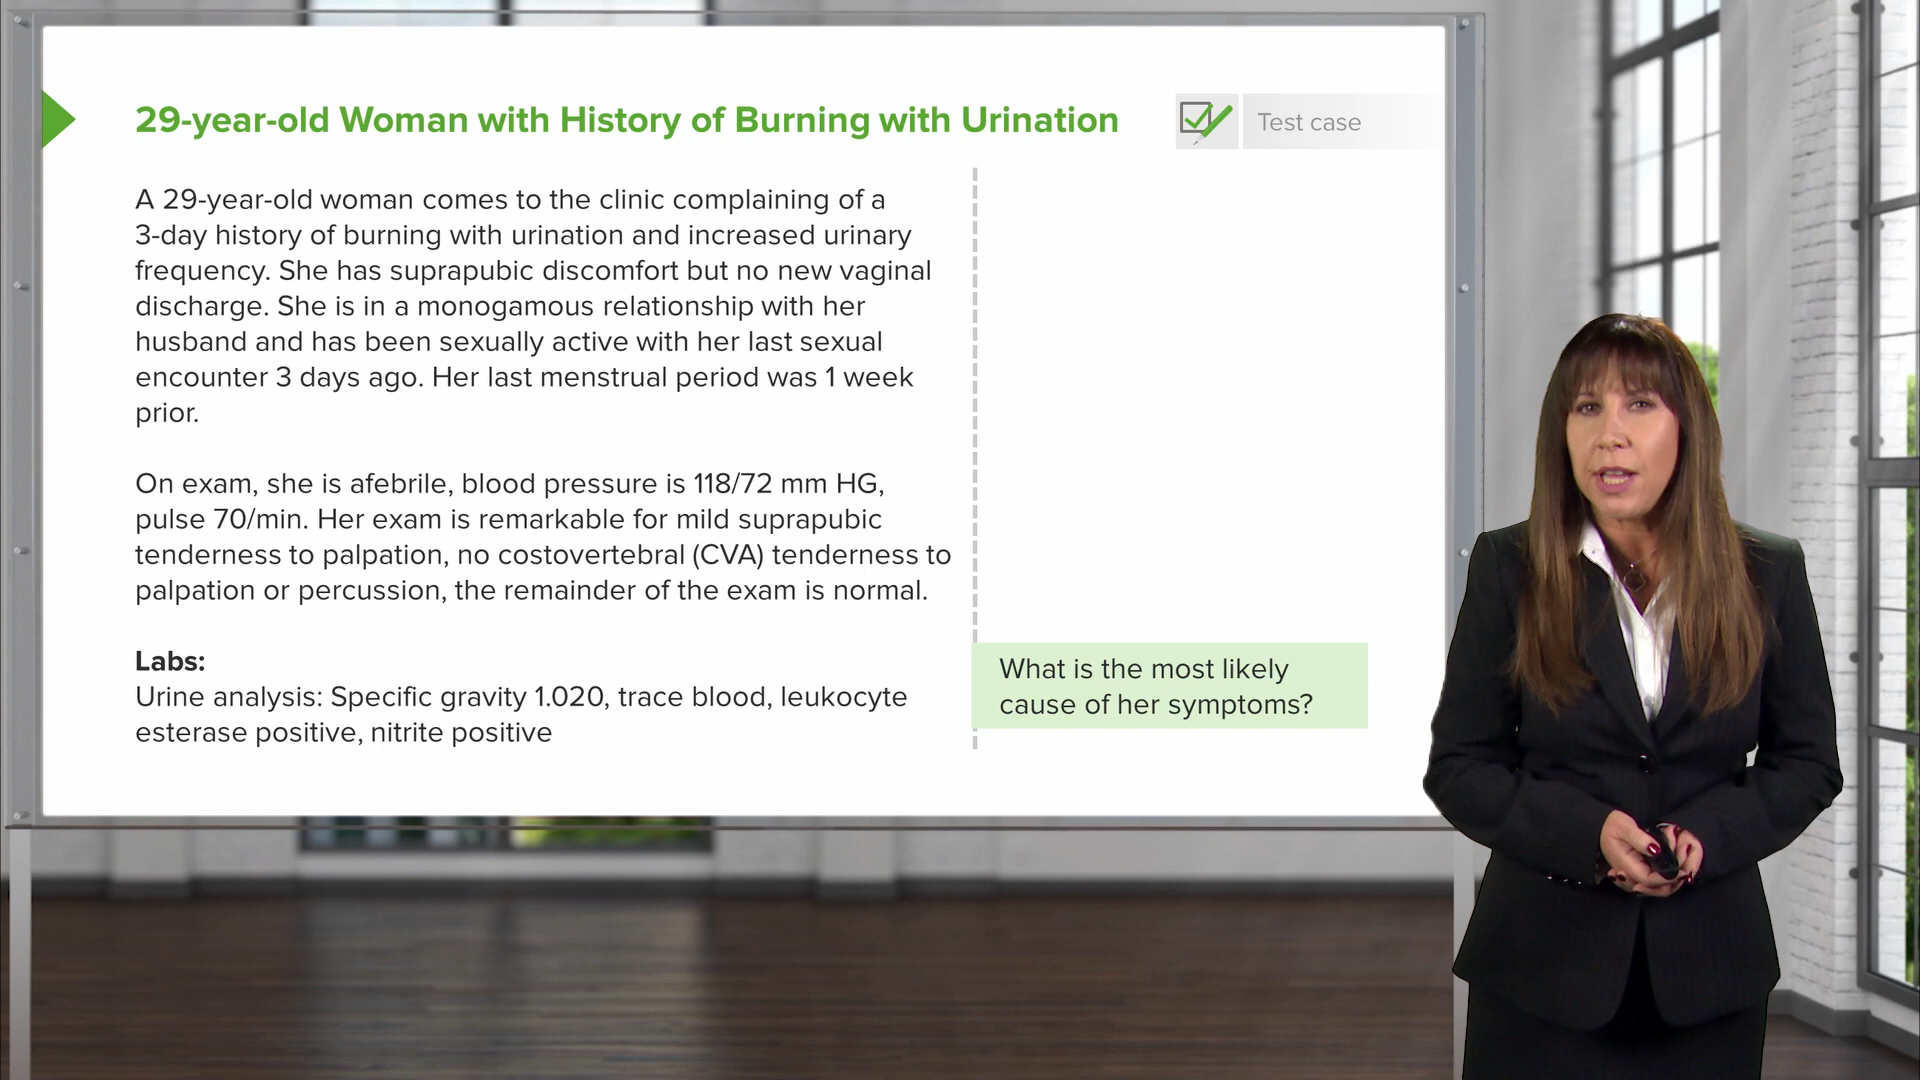 29-year-old Woman with History of Burning with Urination
Test case
A 29-year-old woman comes to the clinic complaining of a
3-day history of burning with urination and increased urinary
frequency. She has suprapubic discomfort but no new vaginal
discharge. She is in a monogamous relationship with her
husband and has been sexually active with her last sexual
encounter 3 days ago. Her last menstrual period was 1 week
prior.
On exam, she is afebrile, blood pressure is 118/72 mm HG,
pulse 70/min. Her exam is remarkable for mild suprapubic
tenderness to palpation, no costovertebral (CVA) tenderness to
palpation or percussion, the remainder of the exam is normal.
Labs:
Urine analysis: Specific gravity 1.020, trace blood, leukocyte
esterase positive, nitrite positive
What is the most likely
cause of her symptoms?